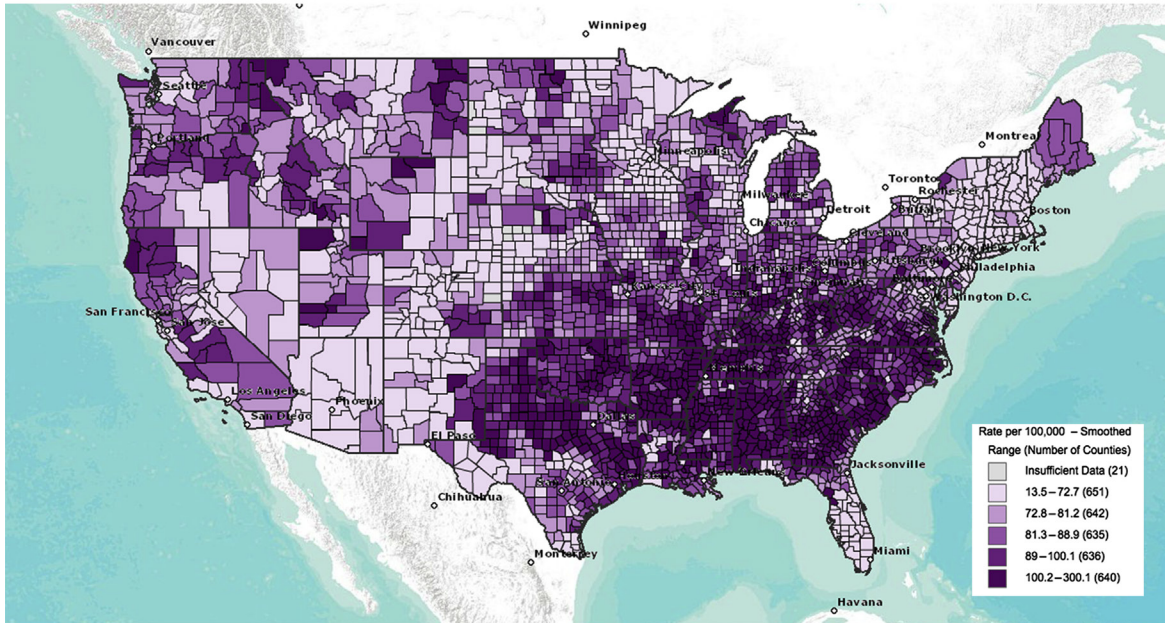 Winnipeg
Vancouver
Seattle
Portland
Montreal
Minneapolis
Toronto
Rochester
Milwaukee
Buffalo
Boston
Detroit
Chicago
Cleveland
Brooklyn New York
Indianapolis
Philadelphia
Kansas City
Washington D.C.
San Francisco
San Jose
Memphis
Los Angeles
Phoenix
San Diego
Dallas
El Paso
Jacksonville
New Orleans
San Antonio
Chihuahua
Monterrey
Miami
Havana
Rate per 100,000 – Smoothed
Range (Number of Counties)
Insufficient Data (21)
13.5–72.7 (651)
72.8–81.2 (642)
81.3–88.9 (635)
89–100.1 (636)
100.2–300.1 (640)